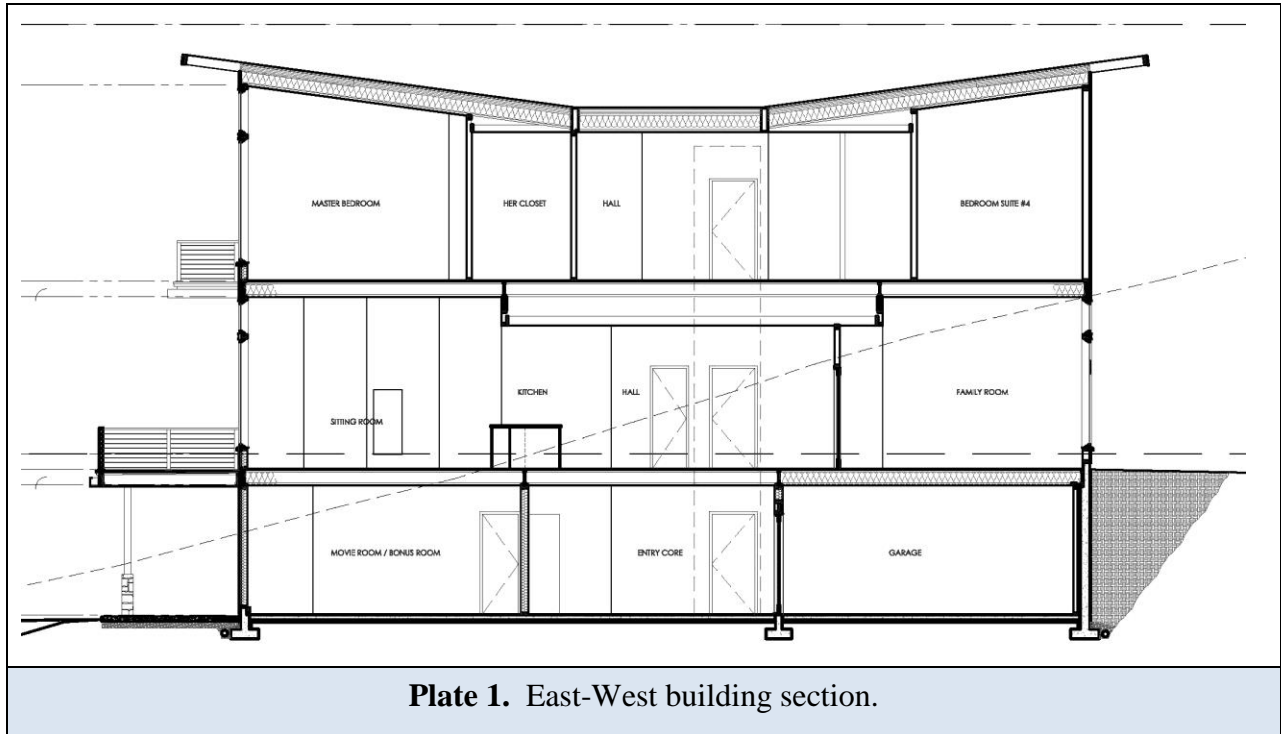 MASTER BEDROOM
HER CLOSET
HALL
BEDROOM SUITE #4
SITTING ROOM
KITCHEN
HALL
FAMILY ROOM
MOVIE ROOM / BONUS ROOM
ENTRY CORE
GARAGE
Plate 1. East-West building section.